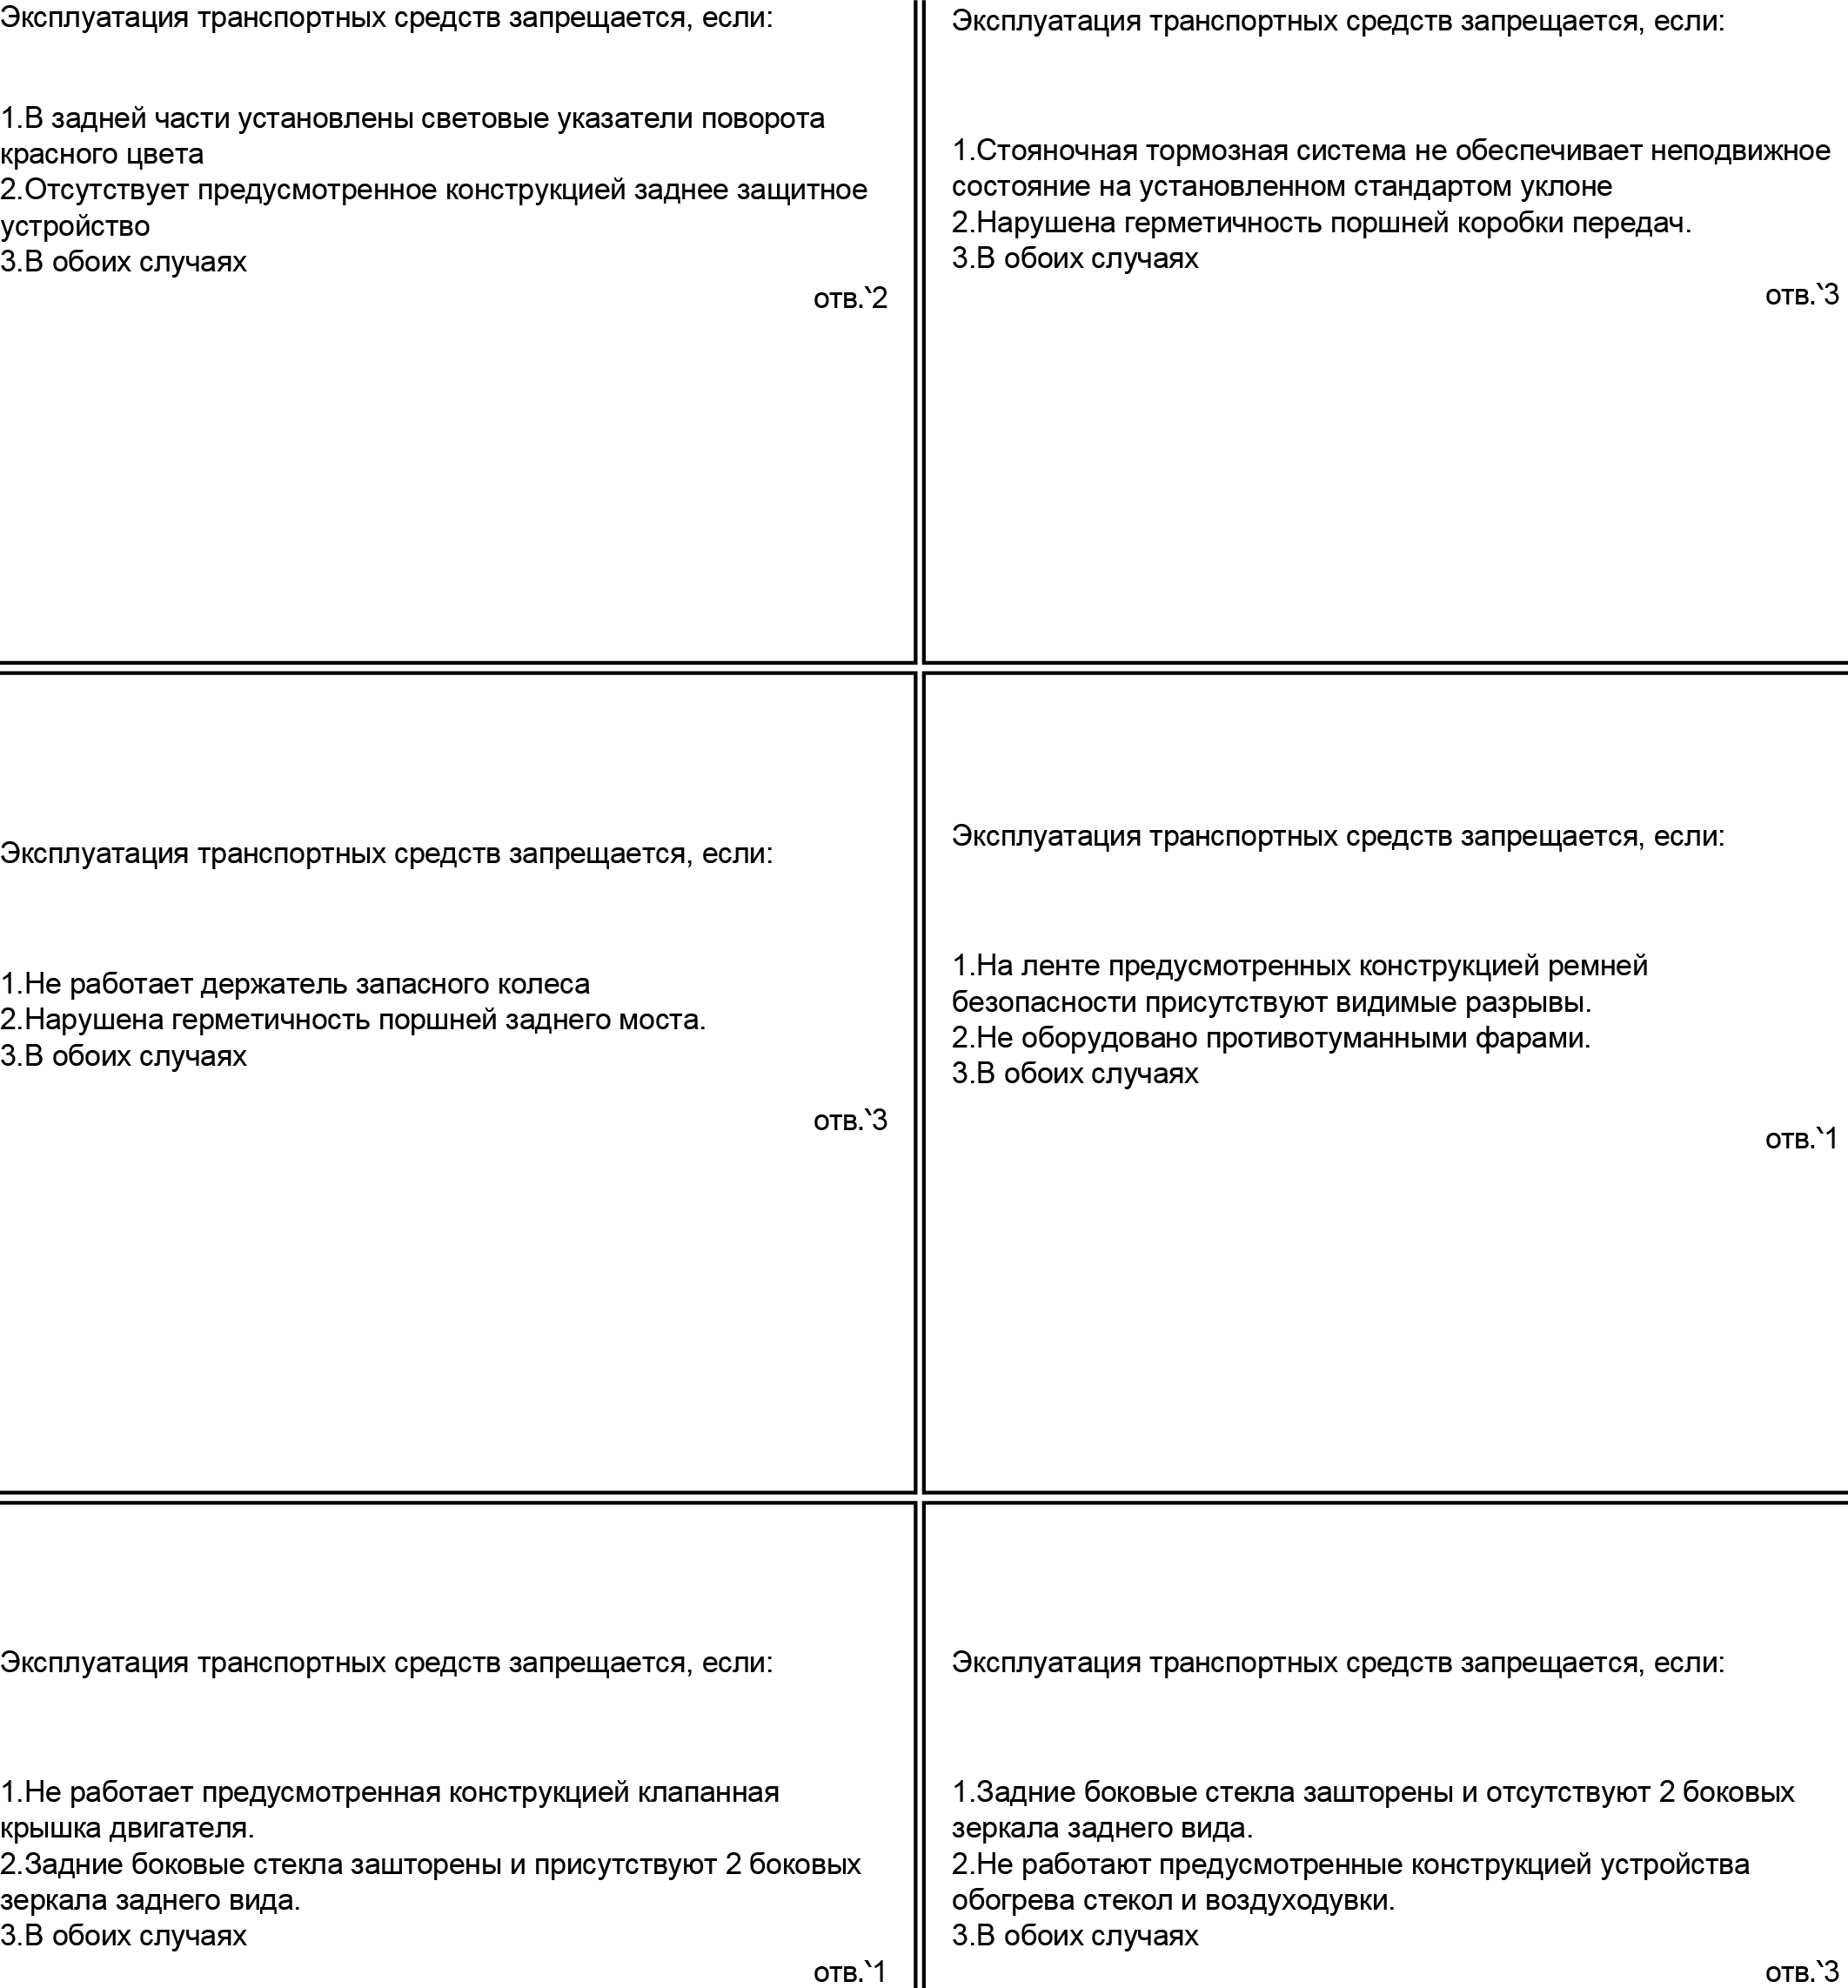 Эксплуатация транспортных средств запрещается, если:
1.В задней части установлены световые указатели поворота
красного цвета
2.Отсутствует предусмотренное конструкцией заднее защитное
устройство
3.В обоих случаях
отв.`2
Эксплуатация транспортных средств запрещается, если:
1.Стояночная тормозная система не обеспечивает неподвижное
состояние на установленном стандартом уклоне
2.Нарушена герметичность поршней коробки передач.
3.В обоих случаях
отв.`3
Эксплуатация транспортных средств запрещается, если:
1.Не работает держатель запасного колеса
2.Нарушена герметичность поршней заднего моста.
3.В обоих случаях
отв.`3
Эксплуатация транспортных средств запрещается, если:
1.На ленте предусмотренных конструкцией ремней
безопасности присутствуют видимые разрывы.
2.Не оборудовано противотуманными фарами.
3.В обоих случаях
отв.`1
Эксплуатация транспортных средств запрещается, если:
1.Не работает предусмотренная конструкцией клапанная
крышка двигателя.
2.Задние боковые стекла зашторены и присутствуют 2 боковых
зеркала заднего вида.
3.В обоих случаях
отв.`1
Эксплуатация транспортных средств запрещается, если:
1.Задние боковые стекла зашторены и отсутствуют 2 боковых
зеркала заднего вида.
2.Не работают предусмотренные конструкцией устройства
обогрева стекол и воздуходувки.
3.В обоих случаях
отв.`3